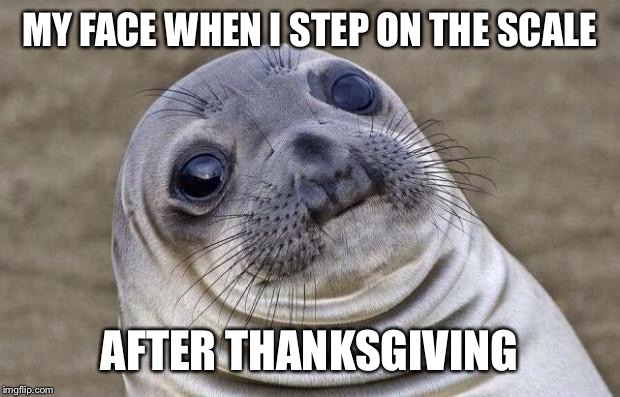 MY FACE WHEN I STEP ON THE SCALE
AFTER THANKSGIVING
imgflip.com